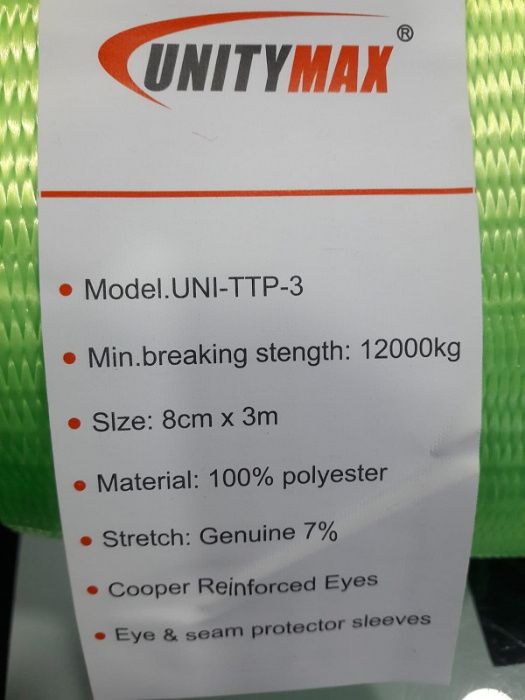 UNITYMAX®
Model.UNI-TTP-3
Min.breaking stength: 12000kg
SIze: 8cm x 3m
Material: 100% polyester
Stretch: Genuine 7%
Cooper Reinforced Eyes
Eye & seam protector sleeves